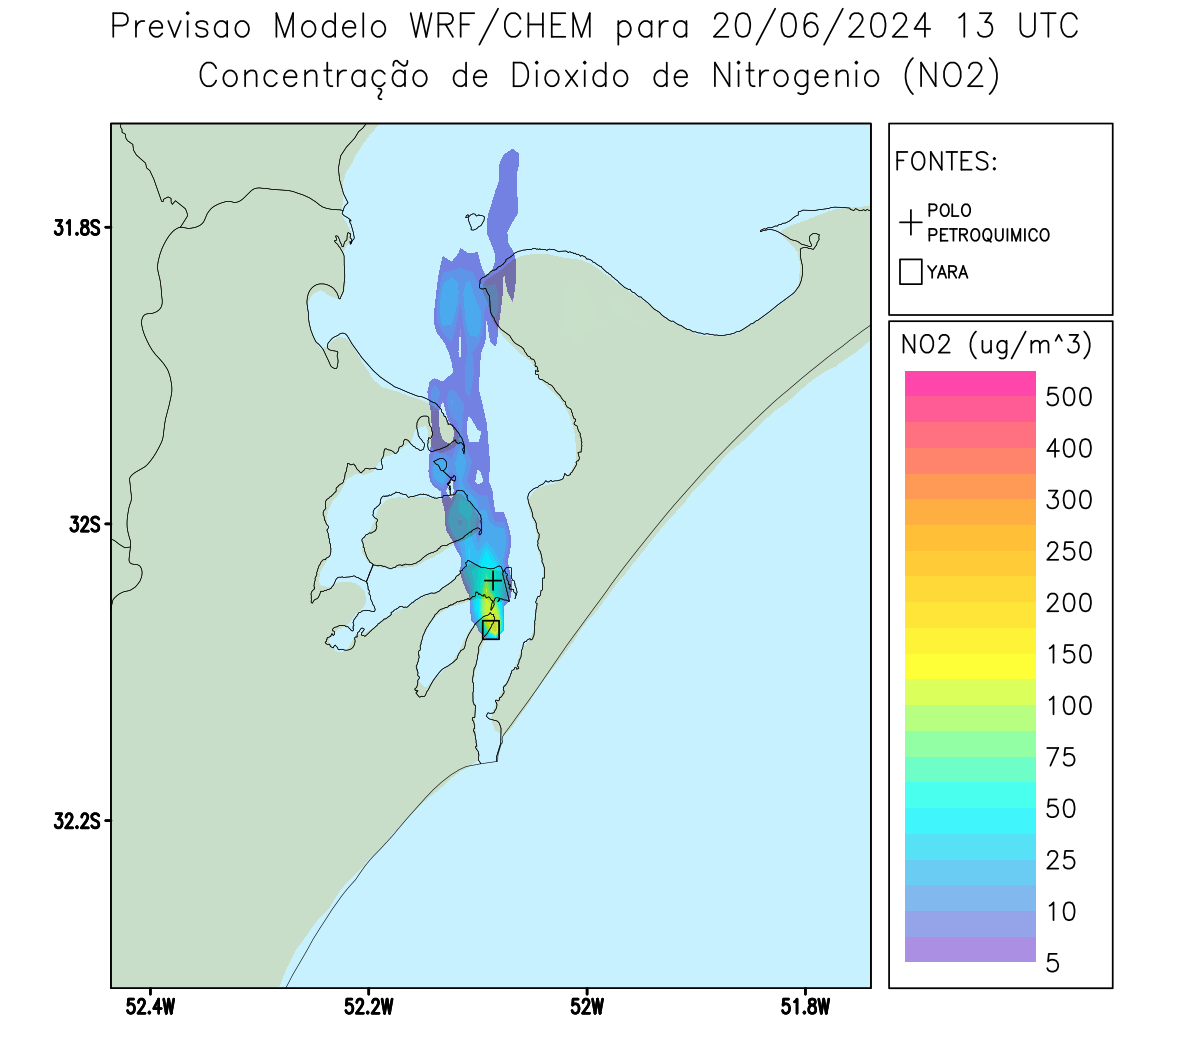 Previsao Modelo WRF/CHEM para 20/06/2024 13 UTC
Concentração de Dioxido de Nitrogenio (NO2)
FONTES:
POLO
PETROQUIMICO
YARA
NO2 (ug/m^3)
500
400
300
250
200
150
100
75
50
25
10
5
31.8S
32S
32.2S
52.4W
52.2W
52W
51.8W